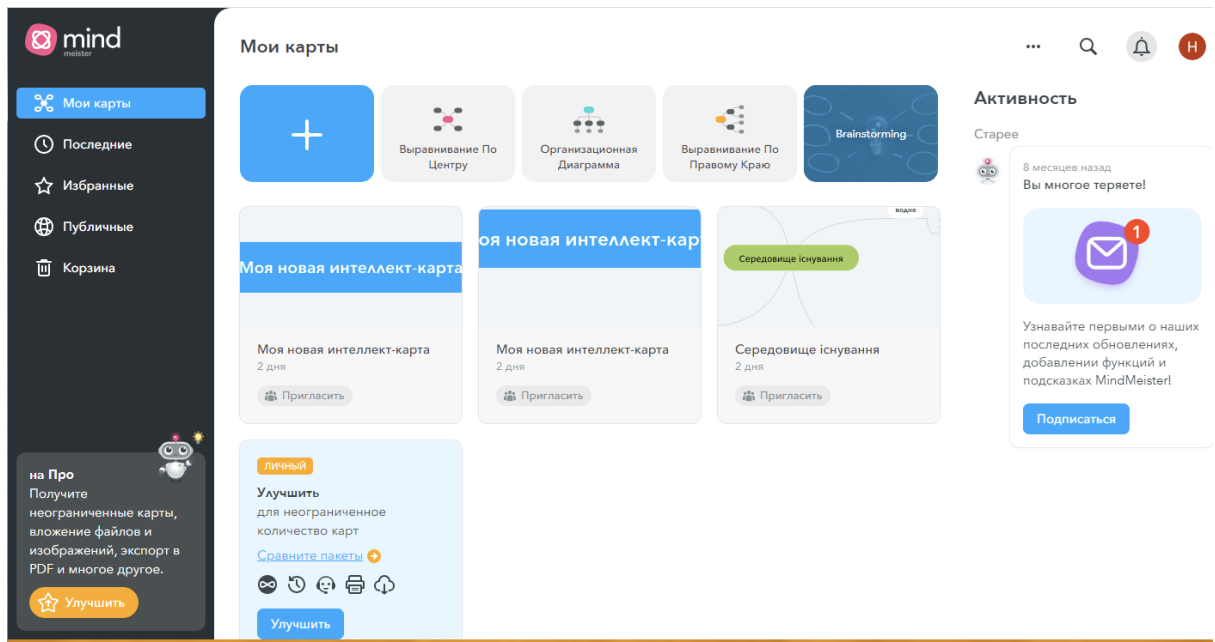 mind
meister
Мои карты
Последние
Избранные
Публичные
Корзина
на Про
Получите
неограниченные карты,
вложение файлов и
изображений, экспорт в
PDF и многое другое.
Улучшить
Мои карты
H
Выравнивание По
Центру
Организационная
Диаграмма
Выравнивание По
Правому Краю
Brainstorming
Моя новая интеллект-карта
Моя новая интеллект-карта
2 дня
Пригласить
оя новая интеллект-кар
Моя новая интеллект-карта
2 дня
Пригласить
водне
Середовище існування
Середовище існування
2 дня
Пригласить
ЛИЧНЫЙ
Улучшить
для неограниченное
количество карт
Сравните пакеты
Улучшить
Активность
Старее
8 месяцев назад
Вы многое теряете!
1
Узнавайте первыми о наших
последних обновлениях,
добавлении функций и
подсказках MindMeister!
Подписаться